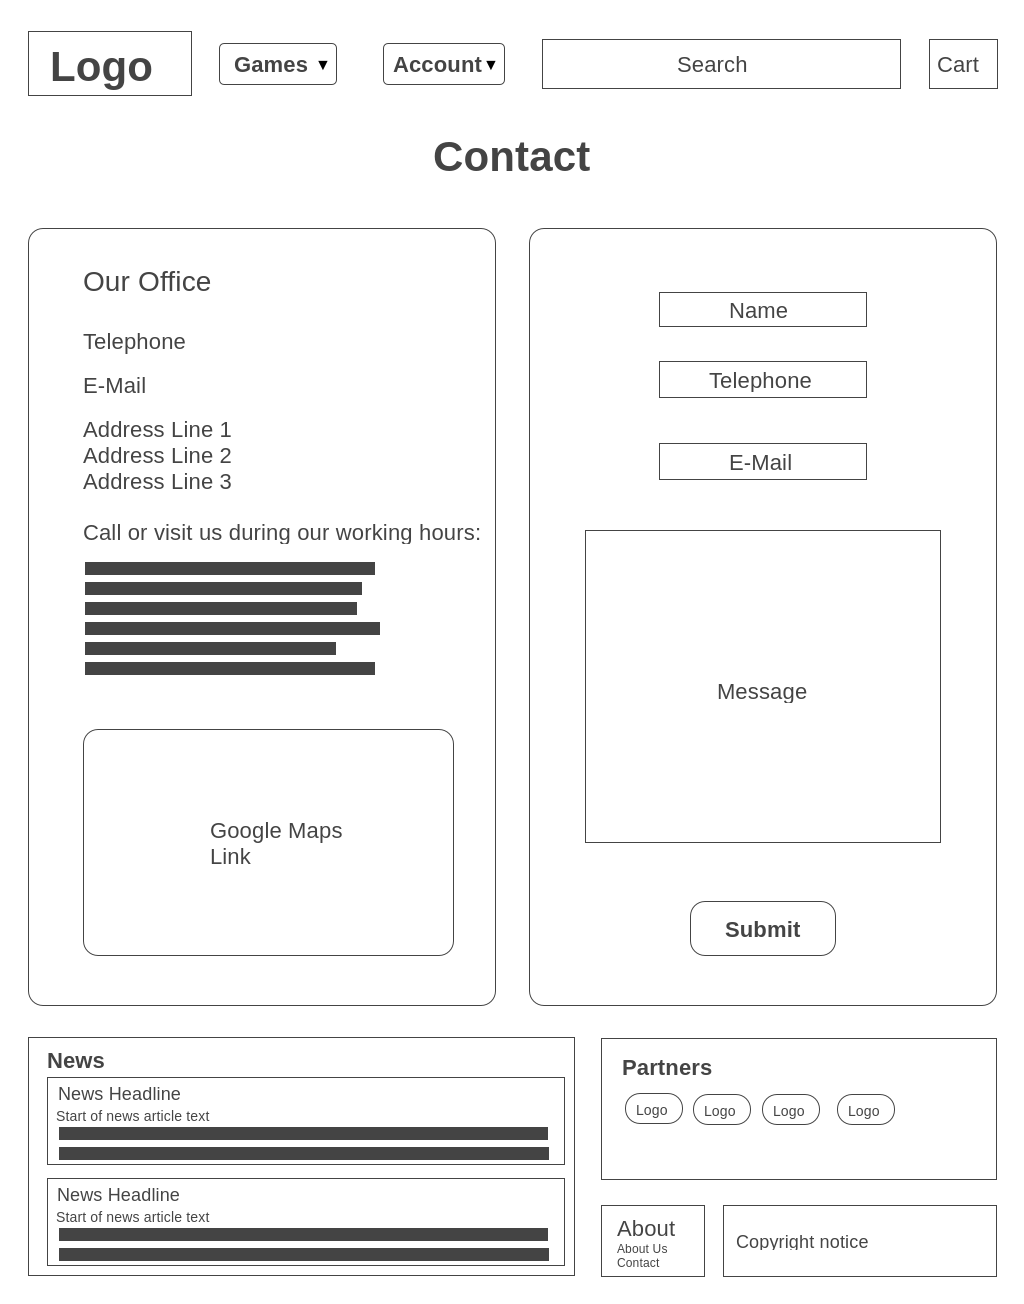 Logo
Games ▼
Account ▼
Search
Cart
Contact
Our Office
Telephone
E-Mail
Address Line 1
Address Line 2
Address Line 3
Call or visit us during our working hours:
Google Maps
Link
Name
Telephone
E-Mail
Message
Submit
News
News Headline
Start of news article text
News Headline
Start of news article text
Partners
Logo
Logo
Logo
Logo
About
About Us
Contact
Copyright notice